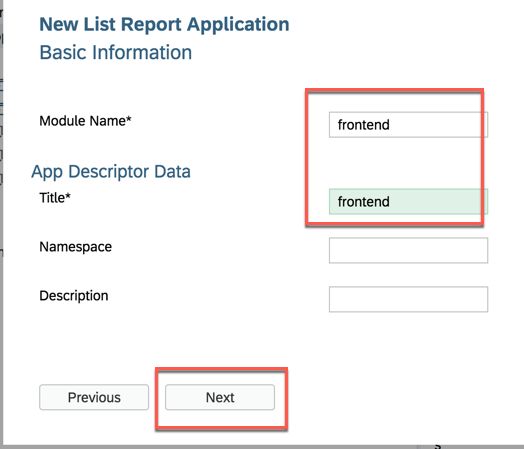 New List Report Application
Basic Information
Module Name*
frontend
App Descriptor Data
Title*
frontend
Namespace
Description
Previous
Next